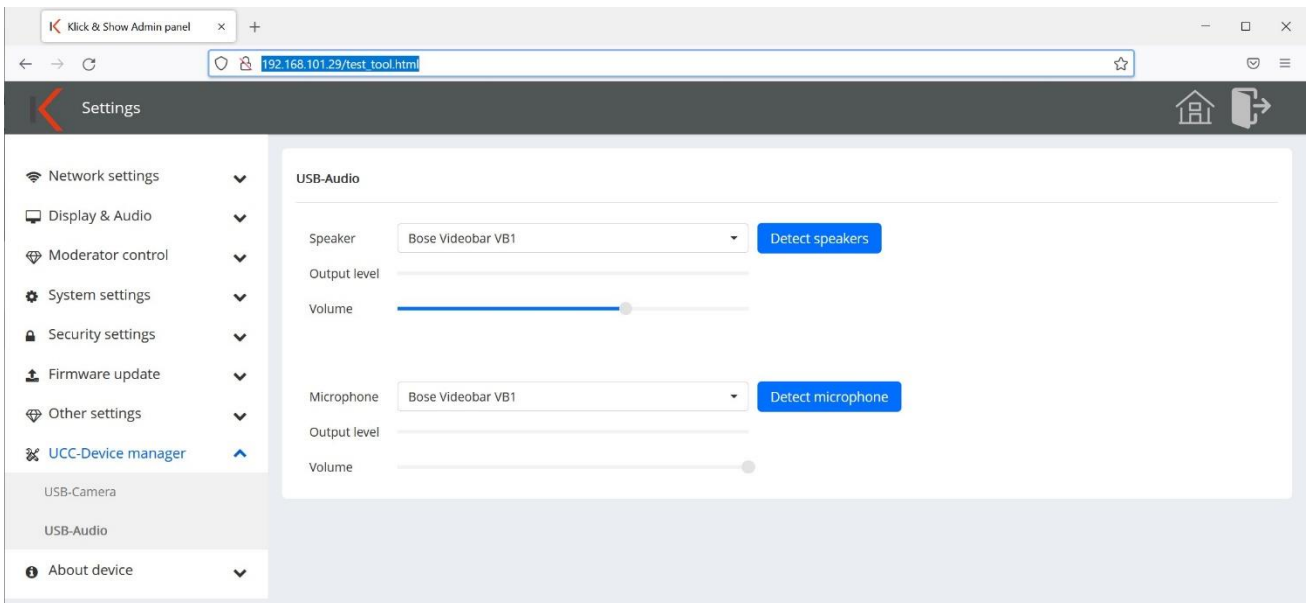 Klick & Show Admin panel
192.168.101.29/test_tool.html
Settings
Network settings
Display & Audio
Moderator control
System settings
Security settings
Firmware update
Other settings
UCC-Device manager
USB-Camera
USB-Audio
About device
USB-Audio
Speaker Bose Videobar VB1 Detect speakers
Output level
Volume
Microphone Bose Videobar VB1 Detect microphone
Output level
Volume